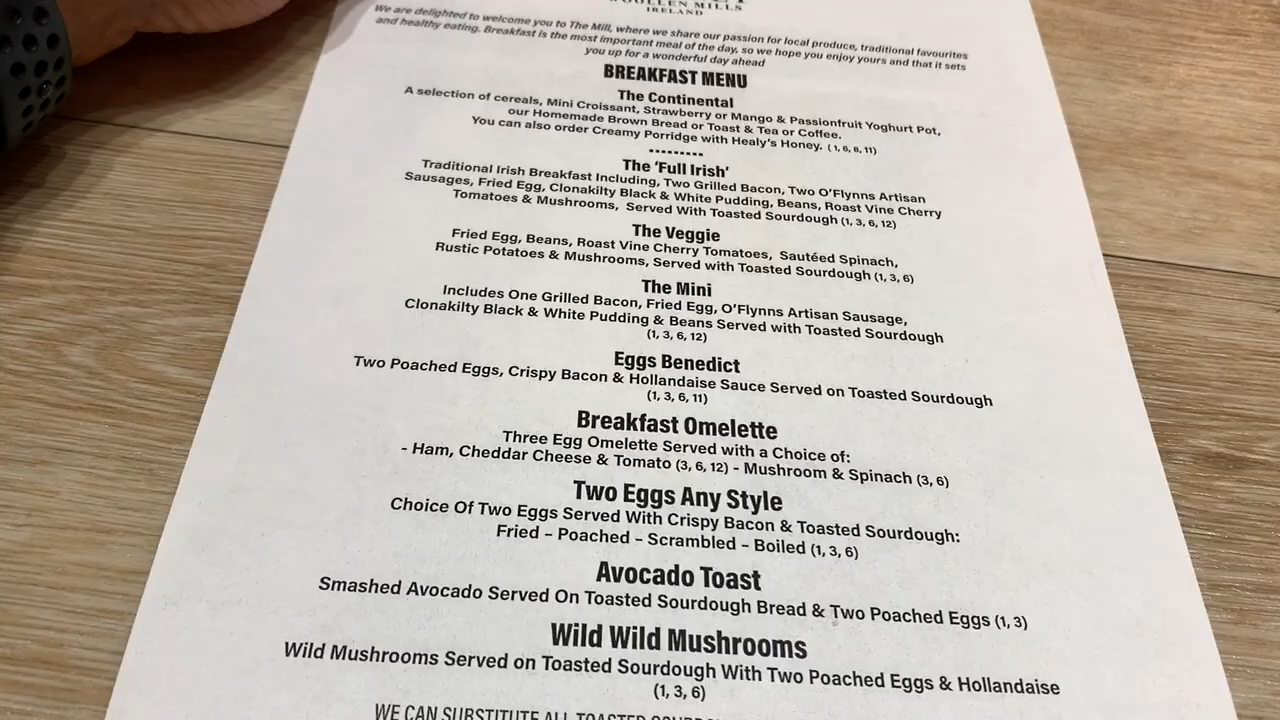 WOOLLEN MILLS
IRELAND
We are delighted to welcome you to The Mill, where we share our passion for local produce, traditional favourites
and healthy eating. Breakfast is the most important meal of the day, so we hope you enjoy yours and that it sets
you up for a wonderful day ahead
BREAKFAST MENU
The Continental
A selection of cereals, Mini Croissant, Strawberry or Mango & Passionfruit Yoghurt Pot,
our Homemade Brown Bread or Toast & Tea or Coffee.
You can also order Creamy Porridge with Healy's Honey. (1, 6, 8, 11)
---------
The 'Full Irish'
Traditional Irish Breakfast Including, Two Grilled Bacon, Two O'Flynns Artisan
Sausages, Fried Egg, Clonakilty Black & White Pudding, Beans, Roast Vine Cherry
Tomatoes & Mushrooms, Served With Toasted Sourdough (1, 3, 6, 12)
The Veggie
Fried Egg, Beans, Roast Vine Cherry Tomatoes, Sautéed Spinach,
Rustic Potatoes & Mushrooms, Served with Toasted Sourdough (1, 3, 6)
The Mini
Includes One Grilled Bacon, Fried Egg, O'Flynns Artisan Sausage,
Clonakilty Black & White Pudding & Beans Served with Toasted Sourdough
(1, 3, 6, 12)
Eggs Benedict
Two Poached Eggs, Crispy Bacon & Hollandaise Sauce Served on Toasted Sourdough
(1, 3, 6, 11)
Breakfast Omelette
Three Egg Omelette Served with a Choice of:
- Ham, Cheddar Cheese & Tomato (3, 6, 12) - Mushroom & Spinach (3, 6)
Two Eggs Any Style
Choice Of Two Eggs Served With Crispy Bacon & Toasted Sourdough:
Fried – Poached – Scrambled – Boiled (1, 3, 6)
Avocado Toast
Smashed Avocado Served On Toasted Sourdough Bread & Two Poached Eggs (1, 3)
Wild Wild Mushrooms
Wild Mushrooms Served on Toasted Sourdough With Two Poached Eggs & Hollandaise
(1, 3, 6)
WE CAN SUBSTITUTE ALL TOASTED